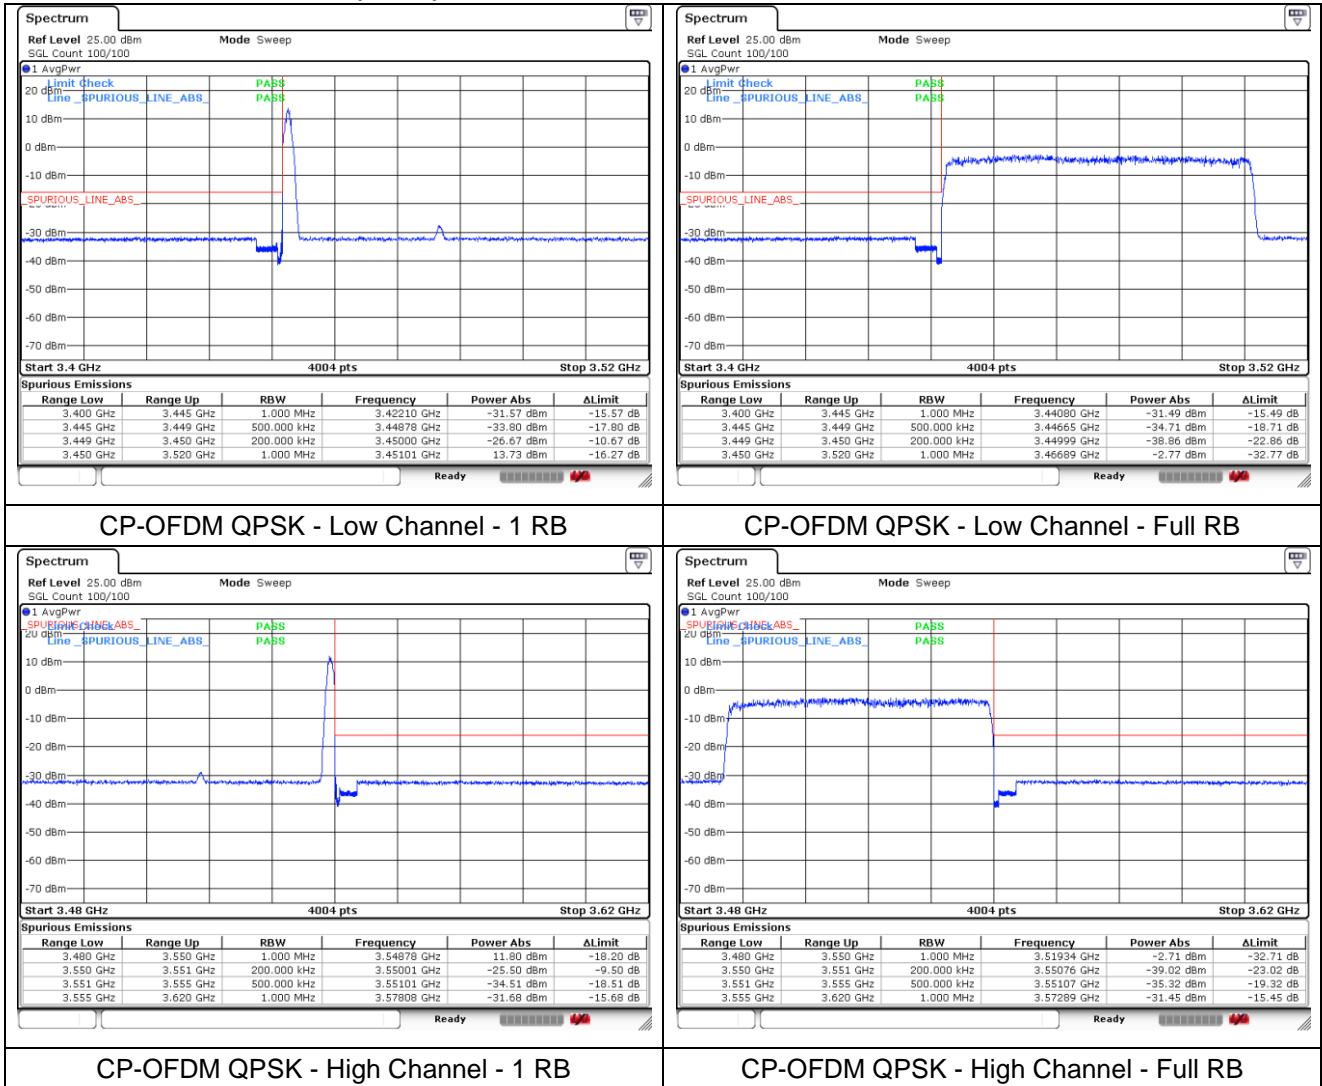 Spectrum
Ref Level 25.00 dBm Mode Sweep
SGL Count 100/100
1 AvgPwr
Limit Check PASS
20 dBm
Line _SPURIOUS_LINE_ABS_ PASS
10 dBm
0 dBm
-10 dBm
_SPURIOUS_LINE_ABS_
-30 dBm
-40 dBm
-50 dBm
-60 dBm
-70 dBm
Start 3.4 GHz 4004 pts Stop 3.52 GHz
Spurious Emissions
Range Low Range Up RBW Frequency Power Abs ΔLimit
3.400 GHz 3.445 GHz 1.000 MHz 3.42210 GHz -31.57 dBm -15.57 dB
3.445 GHz 3.449 GHz 500.000 kHz 3.44878 GHz -33.80 dBm -17.80 dB
3.449 GHz 3.450 GHz 200.000 kHz 3.45000 GHz -26.67 dBm -10.67 dB
3.450 GHz 3.520 GHz 1.000 MHz 3.45101 GHz 13.73 dBm -16.27 dB
Ready
CP-OFDM QPSK - Low Channel - 1 RB
Spectrum
Ref Level 25.00 dBm Mode Sweep
SGL Count 100/100
1 AvgPwr
Limit Check PASS
20 dBm
Line _SPURIOUS_LINE_ABS_ PASS
10 dBm
0 dBm
-10 dBm
_SPURIOUS_LINE_ABS_
-30 dBm
-40 dBm
-50 dBm
-60 dBm
-70 dBm
Start 3.4 GHz 4004 pts Stop 3.52 GHz
Spurious Emissions
Range Low Range Up RBW Frequency Power Abs ΔLimit
3.400 GHz 3.445 GHz 1.000 MHz 3.44080 GHz -31.49 dBm -15.49 dB
3.445 GHz 3.449 GHz 500.000 kHz 3.44665 GHz -34.71 dBm -18.71 dB
3.449 GHz 3.450 GHz 200.000 kHz 3.44999 GHz -38.86 dBm -22.86 dB
3.450 GHz 3.520 GHz 1.000 MHz 3.46689 GHz -2.77 dBm -32.77 dB
Ready
CP-OFDM QPSK - Low Channel - Full RB
Spectrum
Ref Level 25.00 dBm Mode Sweep
SGL Count 100/100
1 AvgPwr
_SPURIOUS_LINE_ABS_
Limit Check PASS
20 dBm
Line _SPURIOUS_LINE_ABS_ PASS
10 dBm
0 dBm
-10 dBm
-20 dBm
-30 dBm
-40 dBm
-50 dBm
-60 dBm
-70 dBm
Start 3.48 GHz 4004 pts Stop 3.62 GHz
Spurious Emissions
Range Low Range Up RBW Frequency Power Abs ΔLimit
3.480 GHz 3.550 GHz 1.000 MHz 3.54878 GHz 11.80 dBm -18.20 dB
3.550 GHz 3.551 GHz 200.000 kHz 3.55001 GHz -25.50 dBm -9.50 dB
3.551 GHz 3.555 GHz 500.000 kHz 3.55101 GHz -34.51 dBm -18.51 dB
3.555 GHz 3.620 GHz 1.000 MHz 3.57808 GHz -31.68 dBm -15.68 dB
Ready
CP-OFDM QPSK - High Channel - 1 RB
Spectrum
Ref Level 25.00 dBm Mode Sweep
SGL Count 100/100
1 AvgPwr
_SPURIOUS_LINE_ABS_
Limit Check PASS
20 dBm
Line _SPURIOUS_LINE_ABS_ PASS
10 dBm
0 dBm
-10 dBm
-20 dBm
-30 dBm
-40 dBm
-50 dBm
-60 dBm
-70 dBm
Start 3.48 GHz 4004 pts Stop 3.62 GHz
Spurious Emissions
Range Low Range Up RBW Frequency Power Abs ΔLimit
3.480 GHz 3.550 GHz 1.000 MHz 3.51934 GHz -2.71 dBm -32.71 dB
3.550 GHz 3.551 GHz 200.000 kHz 3.55076 GHz -39.02 dBm -23.02 dB
3.551 GHz 3.555 GHz 500.000 kHz 3.55107 GHz -35.32 dBm -19.32 dB
3.555 GHz 3.620 GHz 1.000 MHz 3.57289 GHz -31.45 dBm -15.45 dB
Ready
CP-OFDM QPSK - High Channel - Full RB